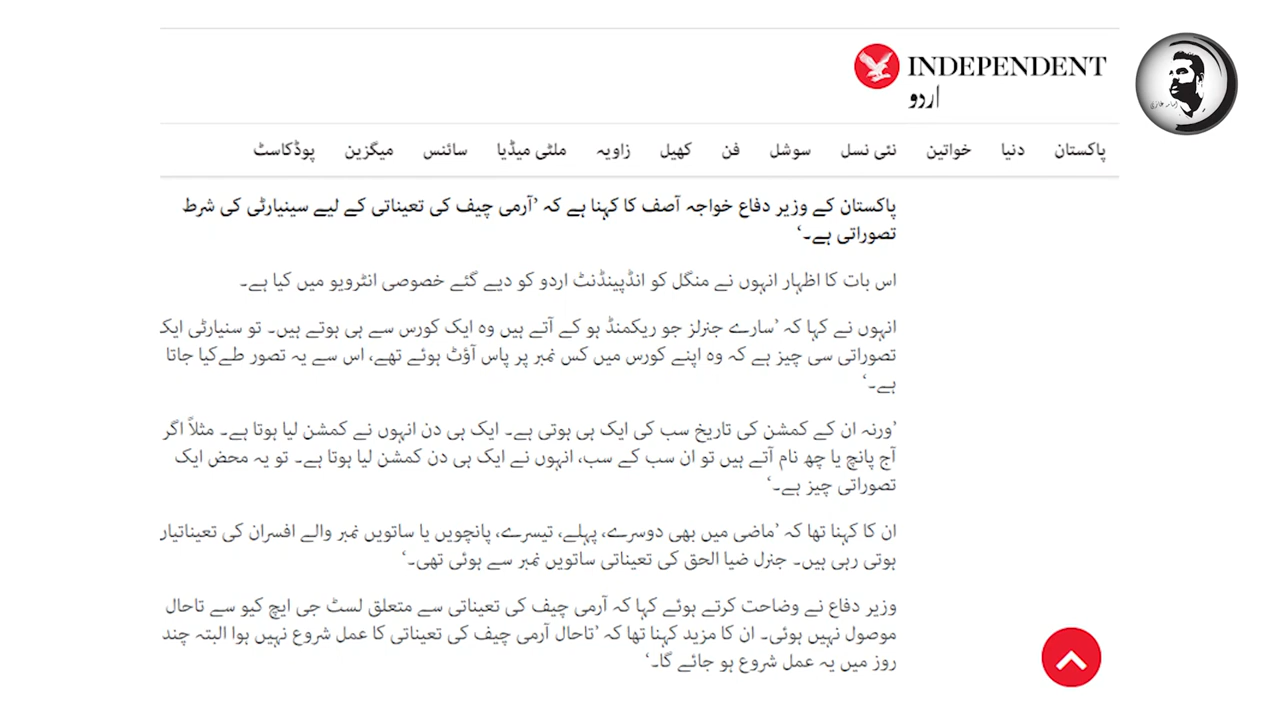 INDEPENDENT
اردو
پاکستان دنیا خواتین نئی نسل سوشل فن کھیل زاویہ ملٹی میڈیا سائنس میگزین پوڈکاسٹ
پاکستان کے وزیر دفاع خواجہ آصف کا کہنا ہے کہ ’آرمی چیف کی تعیناتی کے لیے سینیارٹی کی شرط
تصوراتی ہے۔‘
اس بات کا اظہار انہوں نے منگل کو انڈپینڈنٹ اردو کو دیے گئے خصوصی انٹرویو میں کیا ہے۔
انہوں نے کہا کہ ’سارے جنرلز جو ریکمنڈ ہو کے آتے ہیں وہ ایک کورس سے ہی ہوتے ہیں۔ تو سنیارٹی ایک
تصوراتی سی چیز ہے کہ وہ اپنے کورس میں کس نمبر پر پاس آؤٹ ہوئے تھے، اس سے یہ تصور طے کیا جاتا
ہے۔‘
’ورنہ ان کے کمشن کی تاریخ سب کی ایک ہی ہوتی ہے۔ ایک ہی دن انہوں نے کمشن لیا ہوتا ہے۔ مثلاً اگر
آج پانچ یا چھ نام آتے ہیں تو ان سب کے سب، انہوں نے ایک ہی دن کمشن لیا ہوتا ہے۔ تو یہ محض ایک
تصوراتی چیز ہے۔‘
ان کا کہنا تھا کہ ’ماضی میں بھی دوسرے، پہلے، تیسرے، پانچویں یا ساتویں نمبر والے افسران کی تعیناتیاں
ہوتی رہی ہیں۔ جنرل ضیا الحق کی تعیناتی ساتویں نمبر سے ہوئی تھی۔‘
وزیر دفاع نے وضاحت کرتے ہوئے کہا کہ آرمی چیف کی تعیناتی سے متعلق لسٹ جی ایچ کیو سے تاحال
موصول نہیں ہوئی۔ ان کا مزید کہنا تھا کہ ’تاحال آرمی چیف کی تعیناتی کا عمل شروع نہیں ہوا البتہ چند
روز میں یہ عمل شروع ہو جائے گا۔‘